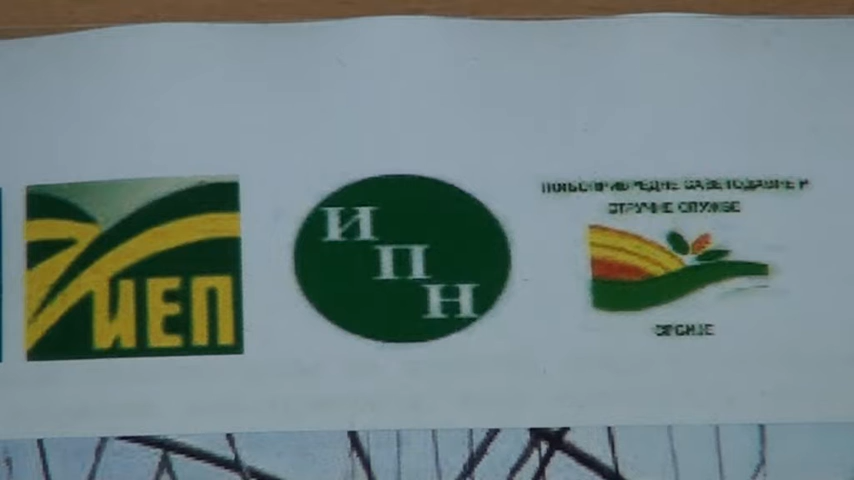 ИЕП
И
П
Н
ПОЉОПРИВРЕДНЕ САВЕТОДАВНЕ И
СТРУЧНЕ СЛУЖБЕ
СРБИЈЕ